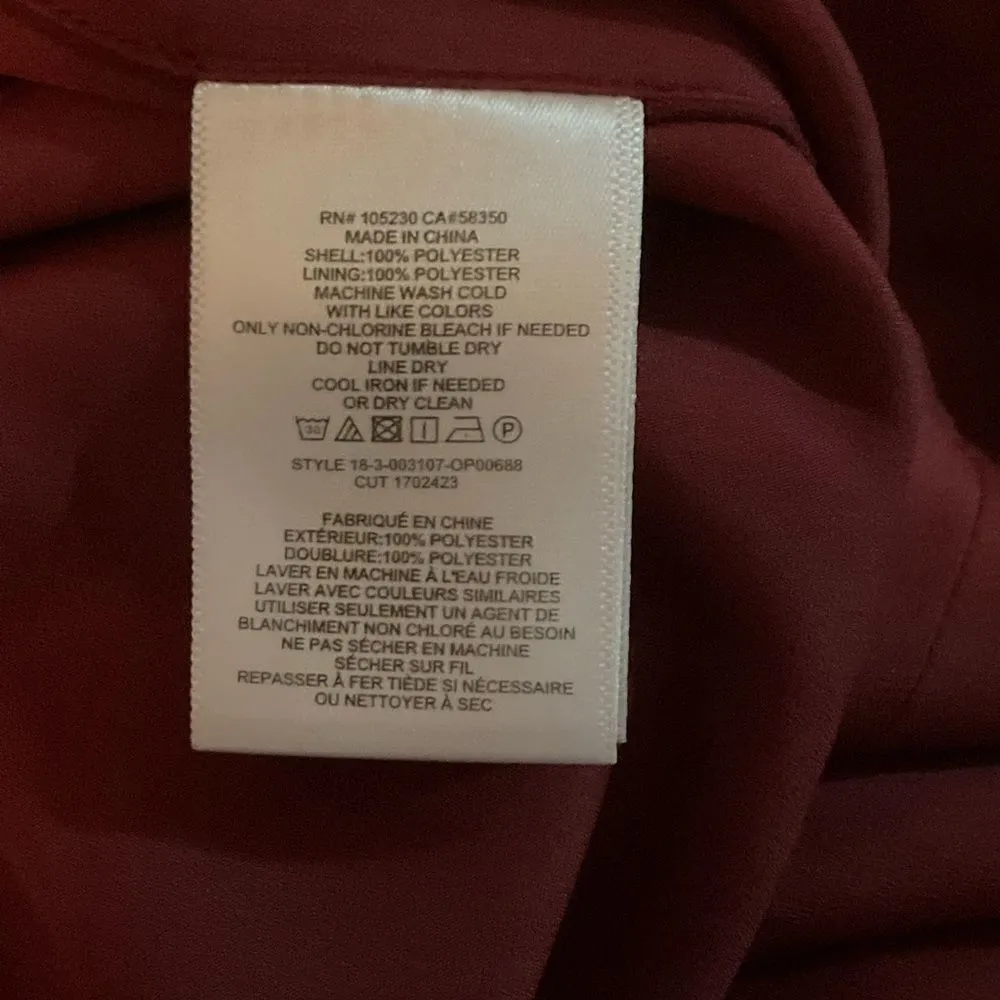 RN# 105230 CA#58350
MADE IN CHINA
SHELL:100% POLYESTER
LINING:100% POLYESTER
MACHINE WASH COLD
WITH LIKE COLORS
ONLY NON-CHLORINE BLEACH IF NEEDED
DO NOT TUMBLE DRY
LINE DRY
COOL IRON IF NEEDED
OR DRY CLEAN
30 P
STYLE 18-3-003107-OP00688
CUT 1702423
FABRIQUÉ EN CHINE
EXTÉRIEUR:100% POLYESTER
DOUBLURE:100% POLYESTER
LAVER EN MACHINE À L'EAU FROIDE
LAVER AVEC COULEURS SIMILAIRES
UTILISER SEULEMENT UN AGENT DE
BLANCHIMENT NON CHLORÉ AU BESOIN
NE PAS SÉCHER EN MACHINE
SÉCHER SUR FIL
REPASSER À FER TIÈDE SI NÉCESSAIRE
OU NETTOYER À SEC